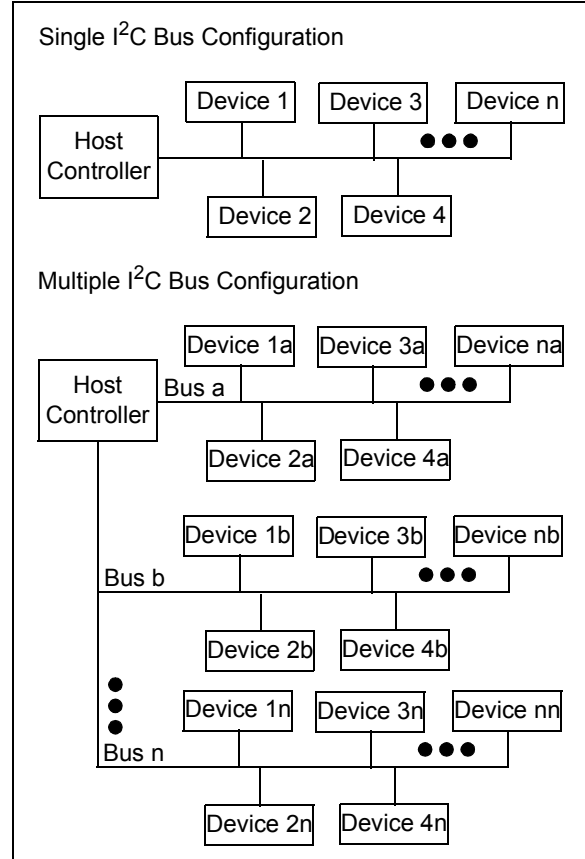 Single I²C Bus Configuration
Device 1
Device 3
Device n
Host
Controller
Device 2
Device 4
Multiple I²C Bus Configuration
Device 1a
Device 3a
Device na
Host
Controller
Bus a
Device 2a
Device 4a
Device 1b
Device 3b
Device nb
Bus b
Device 2b
Device 4b
Device 1n
Device 3n
Device nn
Bus n
Device 2n
Device 4n